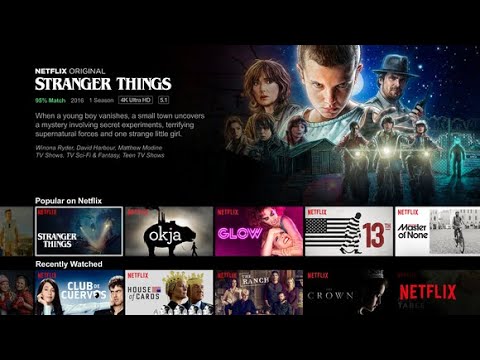 NETFLIX ORIGINAL
STRANGER THINGS
95% Match 2016 1 Season 4K Ultra HD 5.1
When a young boy vanishes, a small town uncovers
a mystery involving secret experiments, terrifying
supernatural forces and one strange little girl.
Winona Ryder, David Harbour, Matthew Modine
TV Shows, TV Sci-Fi & Fantasy, Teen TV Shows
Popular on Netflix
NETFLIX
STRANGER
THINGS
NETFLIX
okja
NETFLIX
GLOW
NETFLIX
13TH
NETFLIX
Master
of None
Recently Watched
NETFLIX
CLUB DE
CUERVOS
NETFLIX
HOUSE
of CARDS
NETFLIX
THE
RANCH
NETFLIX
THE
CROWN
NETFLIX